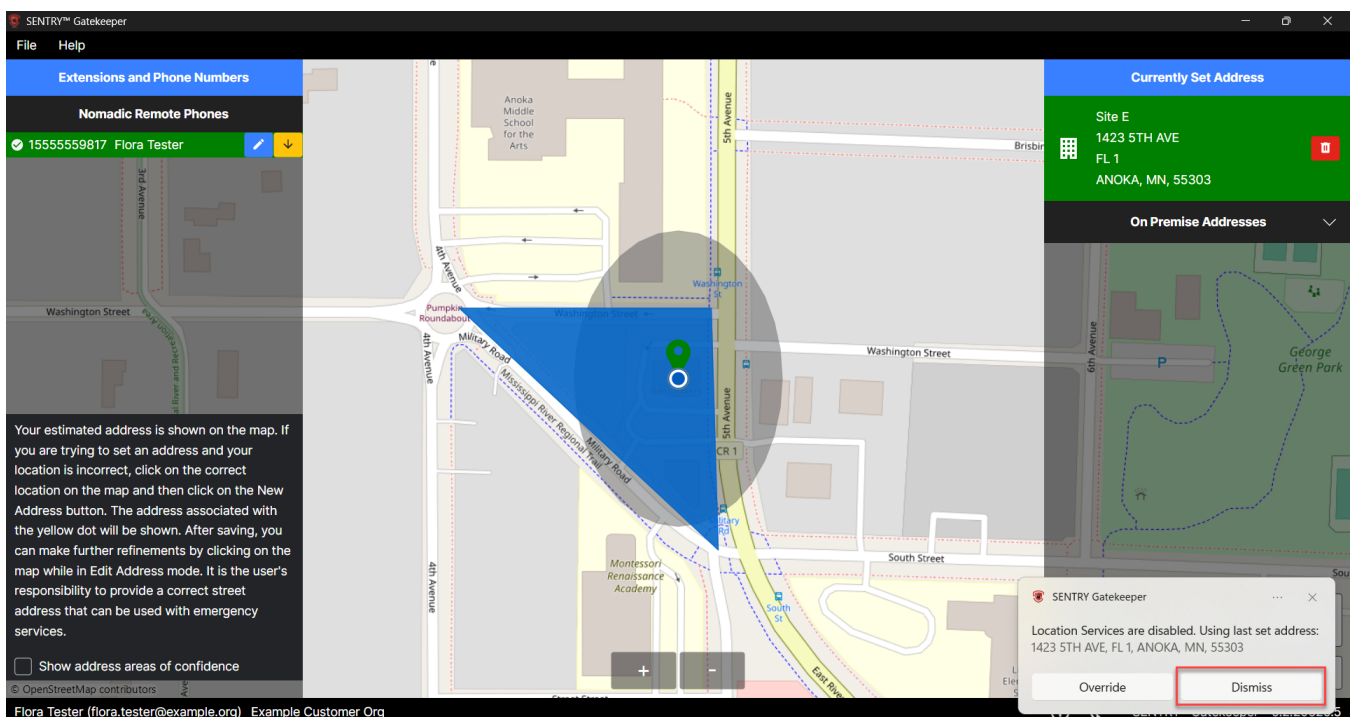 SENTRY™ Gatekeeper
File Help
Extensions and Phone Numbers
Nomadic Remote Phones
15555559817 Flora Tester
Currently Set Address
Site E
1423 5TH AVE
FL 1
ANOKA, MN, 55303
On Premise Addresses
Anoka
Middle
School
for the
Arts
5th Avenue
3rd Avenue
4th Avenue
Washington
St
Washington Street
Pumpkin
Roundabout
Washington Street
Military Road
4th Avenue
Washington Street
6th Avenue
P
George
Green Park
Mississippi River Regional Trail
Military Road
5th Avenue
CR 1
South Street
Montessori
Renaissance
Academy
4th Avenue
South
St
Your estimated address is shown on the map. If
you are trying to set an address and your
location is incorrect, click on the correct
location on the map and then click on the New
Address button. The address associated with
the yellow dot will be shown. After saving, you
can make further refinements by clicking on the
map while in Edit Address mode. It is the user's
responsibility to provide a correct street
address that can be used with emergency
services.
Show address areas of confidence
© OpenStreetMap contributors
+ -
SENTRY Gatekeeper
Location Services are disabled. Using last set address:
1423 5TH AVE, FL 1, ANOKA, MN, 55303
Override Dismiss
Flora Tester (flora.tester@example.org) Example Customer Org